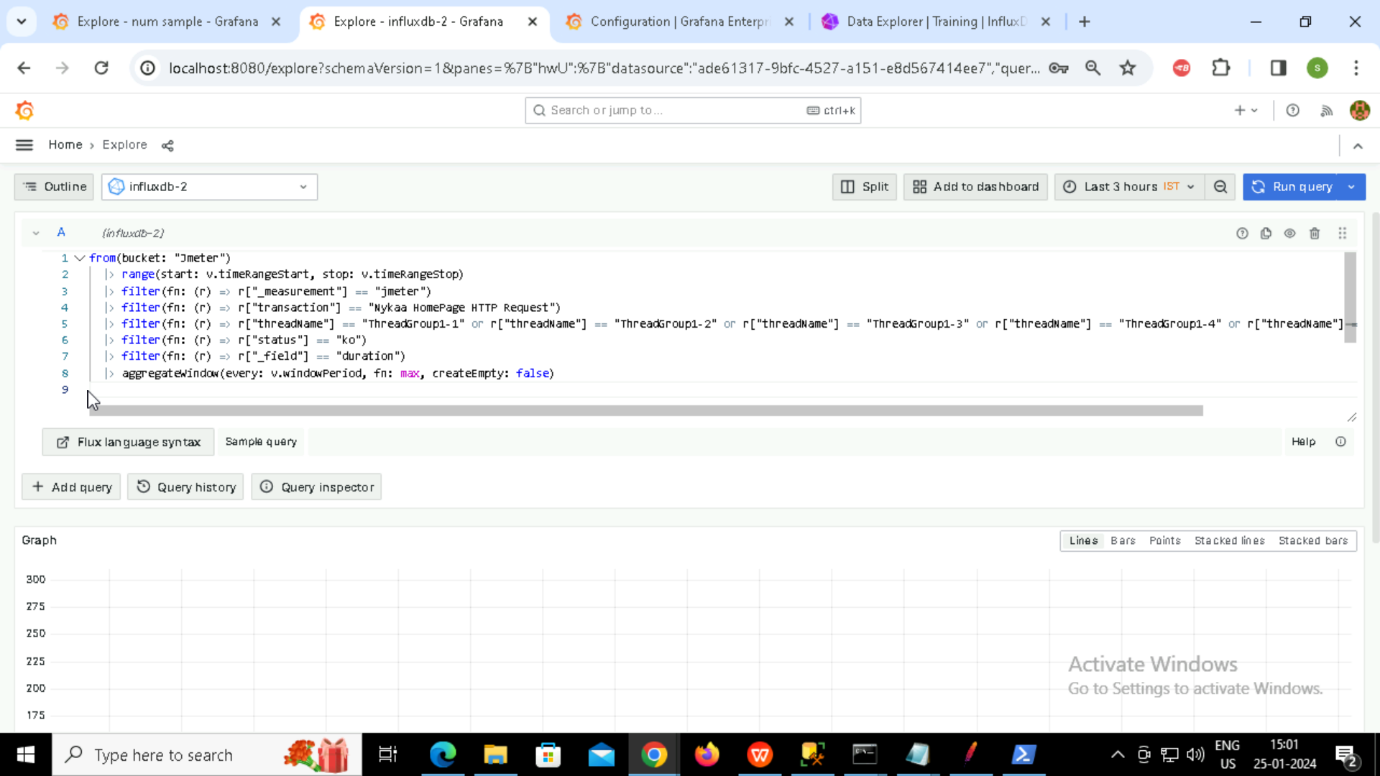 Explore - num sample - Grafana
Explore - influxdb-2 - Grafana
Configuration | Grafana Enterpr
Data Explorer | Training | InfluxD
localhost:8080/explore?schemaVersion=1&panes=%7B"hwU":%7B"datasource":"ade61317-9bfc-4527-a151-e8d567414ee7","quer...
S
Search or jump to...
ctrl+k
Home › Explore
Outline
influxdb-2
Split
Add to dashboard
Last 3 hours IST
Run query
A (influxdb-2)
1 from(bucket: "Jmeter")
2 |> range(start: v.timeRangeStart, stop: v.timeRangeStop)
3 |> filter(fn: (r) => r["_measurement"] == "jmeter")
4 |> filter(fn: (r) => r["transaction"] == "Nykaa HomePage HTTP Request")
5 |> filter(fn: (r) => r["threadName"] == "ThreadGroup1-1" or r["threadName"] == "ThreadGroup1-2" or r["threadName"] == "ThreadGroup1-3" or r["threadName"] == "ThreadGroup1-4" or r["threadName"] =
6 |> filter(fn: (r) => r["status"] == "ko")
7 |> filter(fn: (r) => r["_field"] == "duration")
8 |> aggregateWindow(every: v.windowPeriod, fn: max, createEmpty: false)
9
Flux language syntax
Sample query
Help
+ Add query
Query history
Query inspector
Graph
Lines Bars Points Stacked lines Stacked bars
300
275
250
225
200
175
Activate Windows
Go to Settings to activate Windows.
Type here to search
ENG
US
15:01
25-01-2024
2